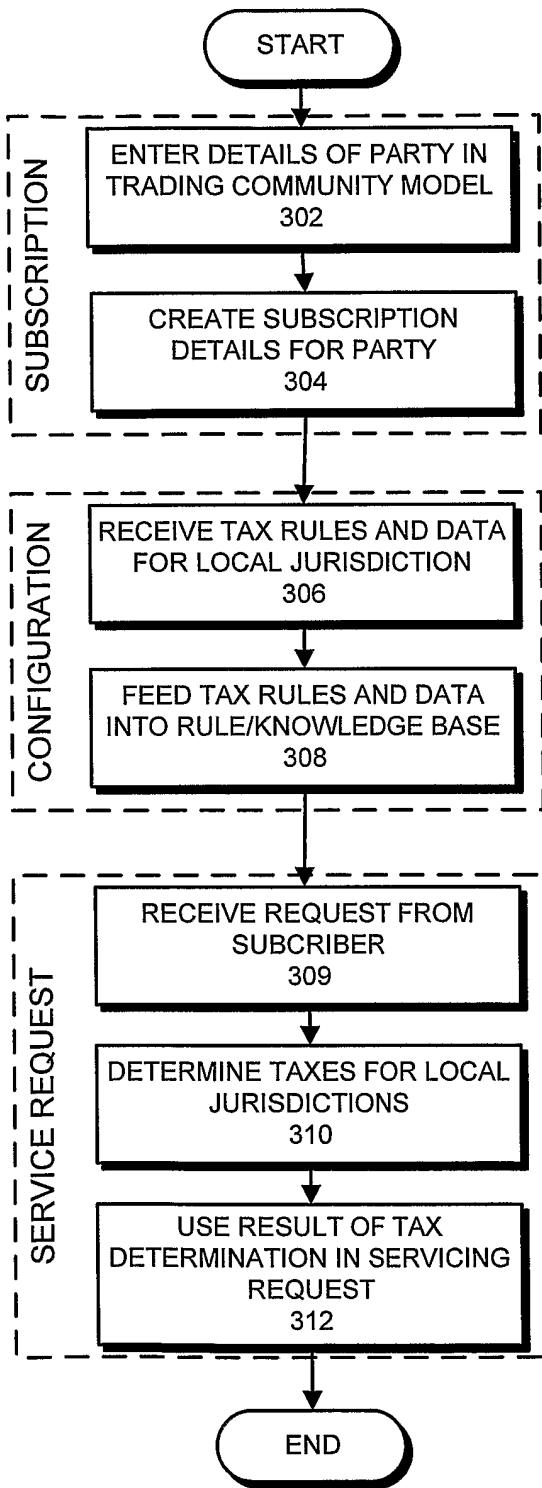 START
SUBSCRIPTION
ENTER DETAILS OF PARTY IN
TRADING COMMUNITY MODEL
302
CREATE SUBSCRIPTION
DETAILS FOR PARTY
304
CONFIGURATION
RECEIVE TAX RULES AND DATA
FOR LOCAL JURISDICTION
306
FEED TAX RULES AND DATA
INTO RULE/KNOWLEDGE BASE
308
SERVICE REQUEST
RECEIVE REQUEST FROM
SUBCRIBER
309
DETERMINE TAXES FOR LOCAL
JURISDICTIONS
310
USE RESULT OF TAX
DETERMINATION IN SERVICING
REQUEST
312
END